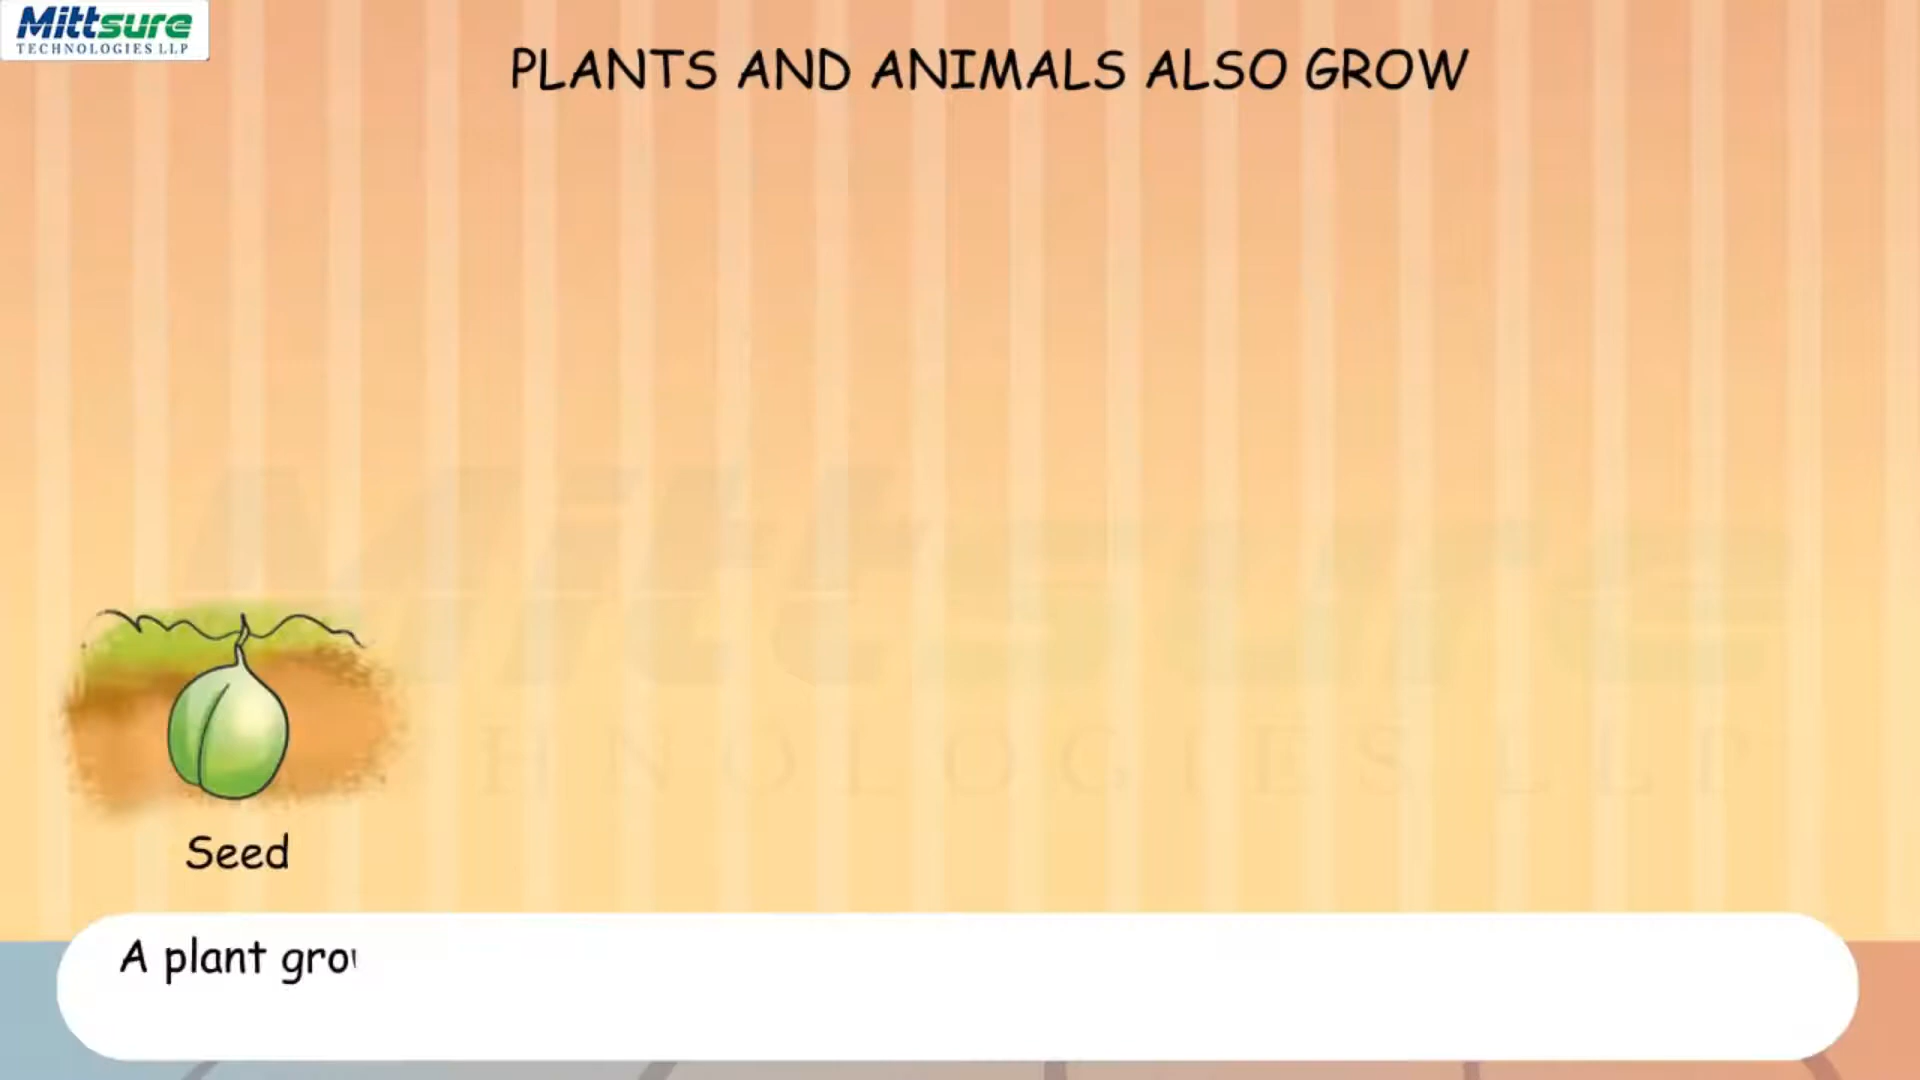 Mittsure
TECHNOLOGIES LLP
PLANTS AND ANIMALS ALSO GROW
Seed
A plant